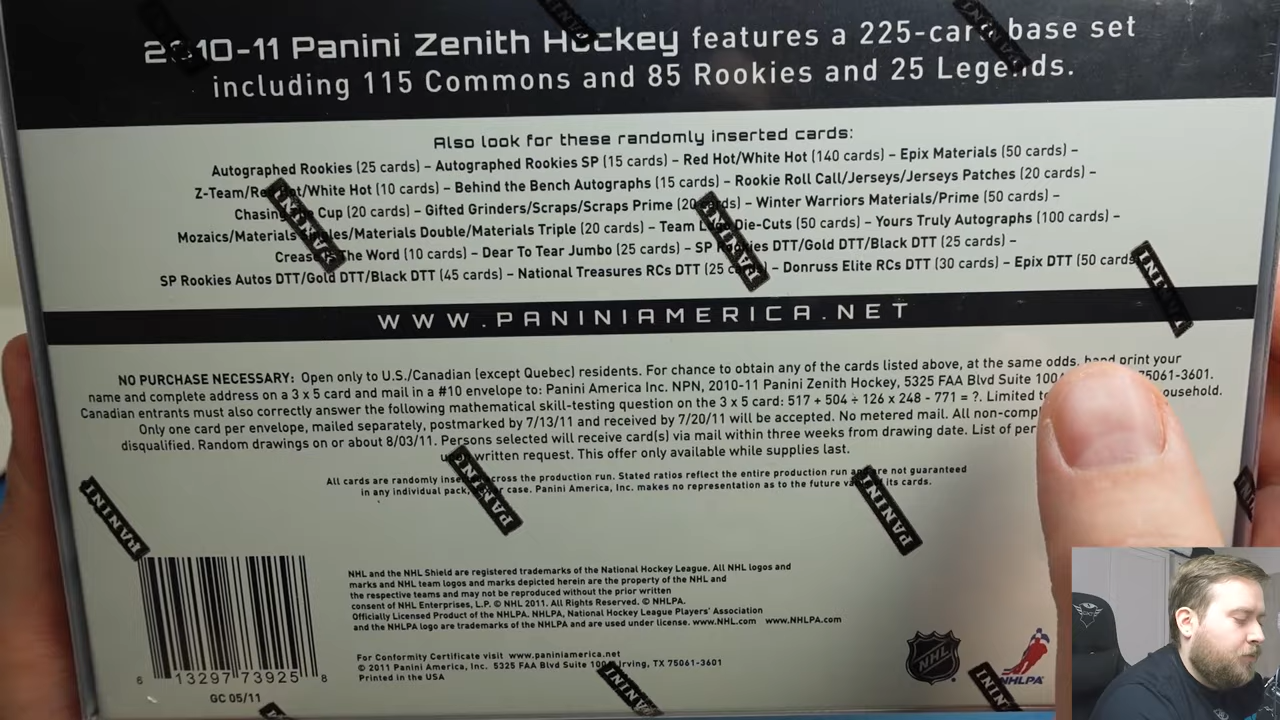 2010-11 Panini Zenith Hockey features a 225-card base set
including 115 Commons and 85 Rookies and 25 Legends.
Also look for these randomly inserted cards:
Autographed Rookies (25 cards) – Autographed Rookies SP (15 cards) – Red Hot/White Hot (140 cards) – Epix Materials (50 cards) –
Z-Team/Red Hot/White Hot (10 cards) – Behind the Bench Autographs (15 cards) – Rookie Roll Call/Jerseys/Jerseys Patches (20 cards) –
Chasing The Cup (20 cards) – Gifted Grinders/Scraps/Scraps Prime (20 cards) – Winter Warriors Materials/Prime (50 cards) –
Mozaics/Materials Singles/Materials Double/Materials Triple (20 cards) – Team Logo Die-Cuts (50 cards) – Yours Truly Autographs (100 cards) –
Crease Is The Word (10 cards) – Dear To Tear Jumbo (25 cards) – SP Rookies DTT/Gold DTT/Black DTT (25 cards) –
SP Rookies Autos DTT/Gold DTT/Black DTT (45 cards) – National Treasures RCs DTT (25 cards) – Donruss Elite RCs DTT (30 cards) – Epix DTT (50 cards)
WWW.PANINIAMERICA.NET
NO PURCHASE NECESSARY: Open only to U.S./Canadian (except Quebec) residents. For chance to obtain any of the cards listed above, at the same odds, hand print your
name and complete address on a 3 x 5 card and mail in a #10 envelope to: Panini America Inc. NPN, 2010-11 Panini Zenith Hockey, 5325 FAA Blvd Suite 100 75061-3601.
Canadian entrants must also correctly answer the following mathematical skill-testing question on the 3 x 5 card: 517 + 504 ÷ 126 x 248 - 771 = ?. Limited to household.
Only one card per envelope, mailed separately, postmarked by 7/13/11 and received by 7/20/11 will be accepted. No metered mail. All non-compl
disqualified. Random drawings on or about 8/03/11. Persons selected will receive card(s) via mail within three weeks from drawing date. List of per
upon written request. This offer only available while supplies last.
All cards are randomly inserted across the production run. Stated ratios reflect the entire production run and are not guaranteed
in any individual pack, box or case. Panini America, Inc. makes no representation as to the future value of its cards.
NHL and the NHL Shield are registered trademarks of the National Hockey League. All NHL logos and
marks and NHL team logos and marks depicted herein are the property of the NHL and
the respective teams and may not be reproduced without the prior written
consent of NHL Enterprises, L.P. © NHL 2011. All Rights Reserved. © NHLPA.
Officially Licensed Product of the NHLPA. NHLPA, National Hockey League Players' Association
and the NHLPA logo are trademarks of the NHLPA and are used under license. www.NHL.com www.NHLPA.com
For Conformity Certificate visit www.paniniamerica.net
© 2011 Panini America, Inc. 5325 FAA Blvd Suite 100 Irving, TX 75061-3601
Printed in the USA
6 13297 73925 8
GC 05/11
NHL
NHLPA
PANINI
PANINI
PANINI
PANINI
PANINI
PANINI
PANINI